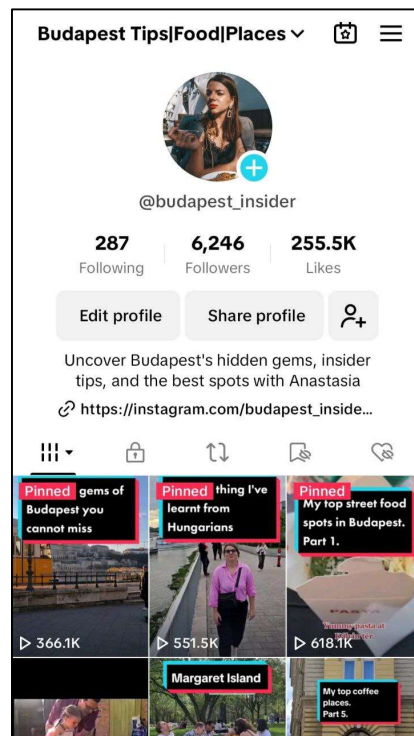 Budapest Tips|Food|Places
@budapest_insider
287
6,246
255.5K
Following
Followers
Likes
Edit profile
Share profile
Uncover Budapest's hidden gems, insider
tips, and the best spots with Anastasia
https://instagram.com/budapest_inside...
Pinned gems of
Budapest you
cannot miss
366.1K
Pinned thing I've
learnt from
Hungarians
551.5K
Pinned
My top street food
spots in Budapest.
Part 1.
Yummy pasta at
618.1K
Margaret Island
My top coffee
places.
Part 5.